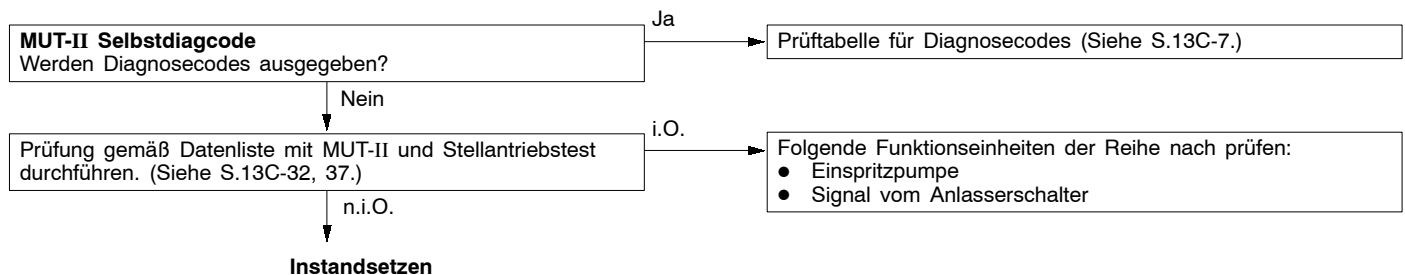 MUT-II Selbstdiagcode
Werden Diagnosecodes ausgegeben?
Ja
Prüftabelle für Diagnosecodes (Siehe S.13C-7.)
Nein
Prüfung gemäß Datenliste mit MUT-II und Stellantriebstest
durchführen. (Siehe S.13C-32, 37.)
i.O.
Folgende Funktionseinheiten der Reihe nach prüfen:
● Einspritzpumpe
● Signal vom Anlasserschalter
n.i.O.
Instandsetzen